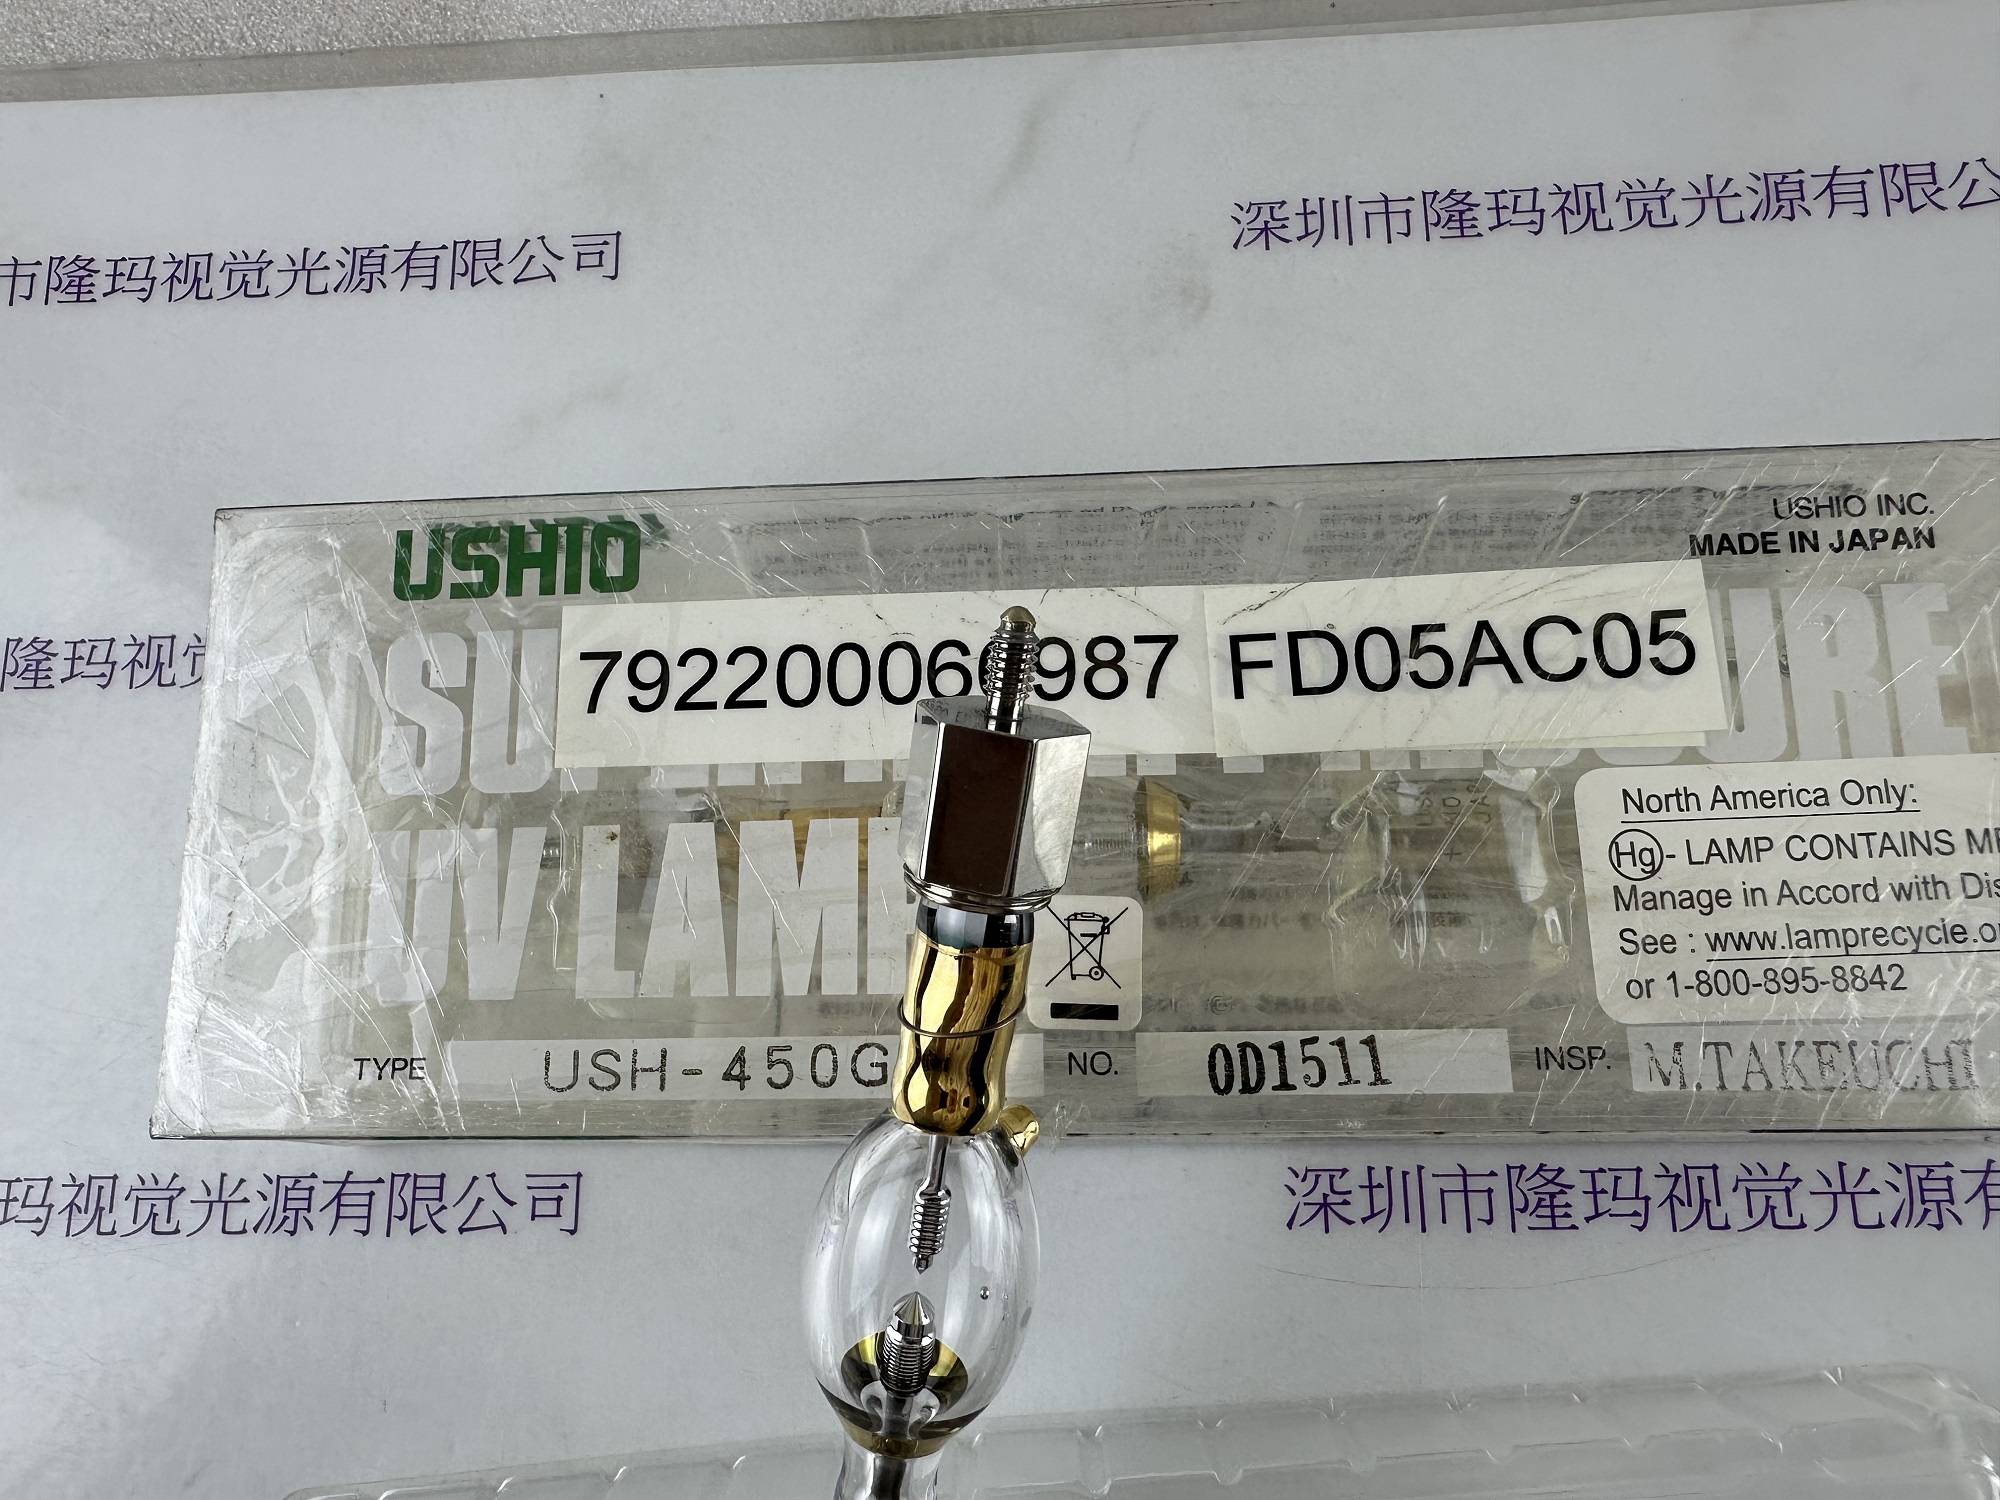 深圳市隆玛视觉光源有限公
市隆玛视觉光源有限公司
USHIO
USHIO INC.
MADE IN JAPAN
隆玛视
987 FD05AC05
UV LAMP
North America Only:
Hg - LAMP CONTAINS
Manage in Accord with
See : www.lamprecycle.o
or 1-800-895-8842
TYPE USH-450G NO. 0D1511 INSP. M.TAKEUCHI
玛视觉光源有限公司
深圳市隆玛视觉光源有